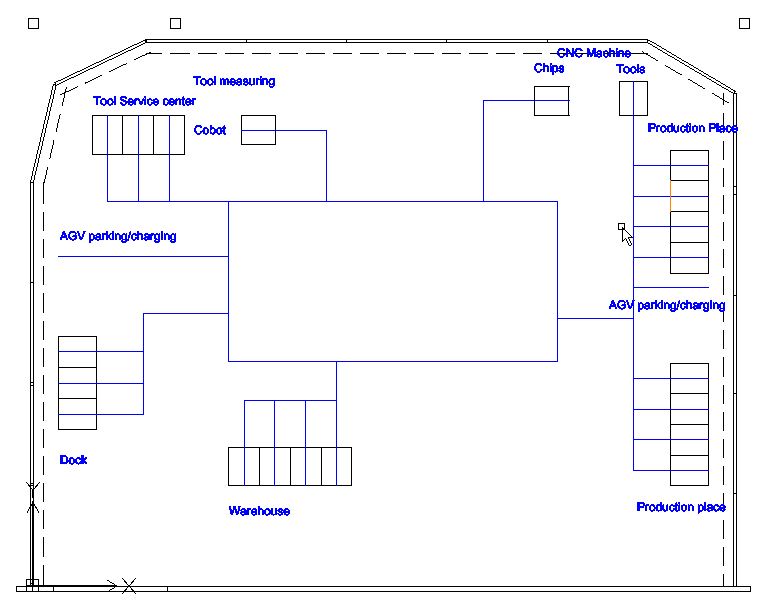 CNC Machine
Chips
Tools
Tool measuring
Tool Service center
Cobot
Production Place
AGV parking/charging
AGV parking/charging
Dock
Warehouse
Production place
Y
X